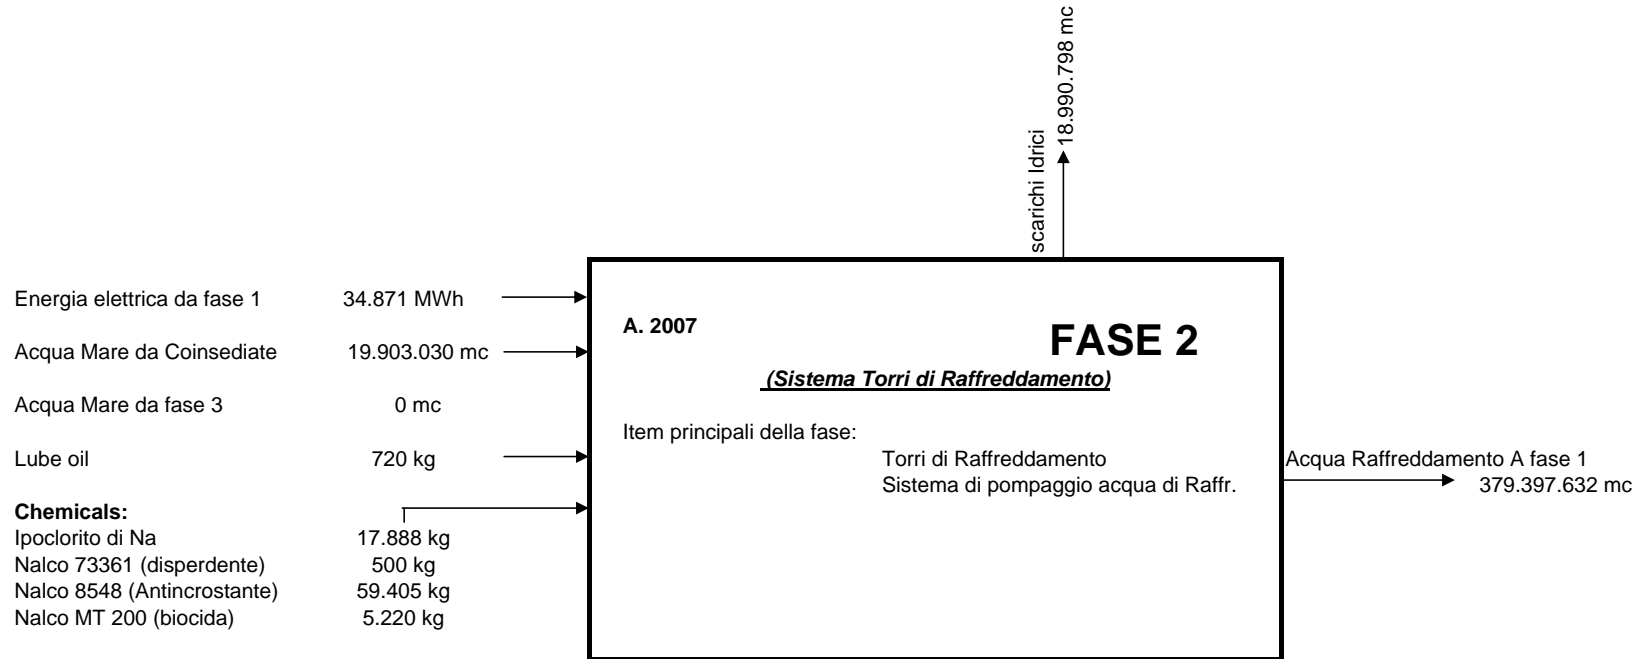 scarichi Idrici
18.990.798 mc
Energia elettrica da fase 1 34.871 MWh
Acqua Mare da Coinsediate 19.903.030 mc
Acqua Mare da fase 3 0 mc
Lube oil 720 kg
Chemicals:
Ipoclorito di Na 17.888 kg
Nalco 73361 (disperdente) 500 kg
Nalco 8548 (Antincrostante) 59.405 kg
Nalco MT 200 (biocida) 5.220 kg
A. 2007
FASE 2
(Sistema Torri di Raffreddamento)
Item principali della fase:
Torri di Raffreddamento
Sistema di pompaggio acqua di Raffr.
Acqua Raffreddamento A fase 1
379.397.632 mc